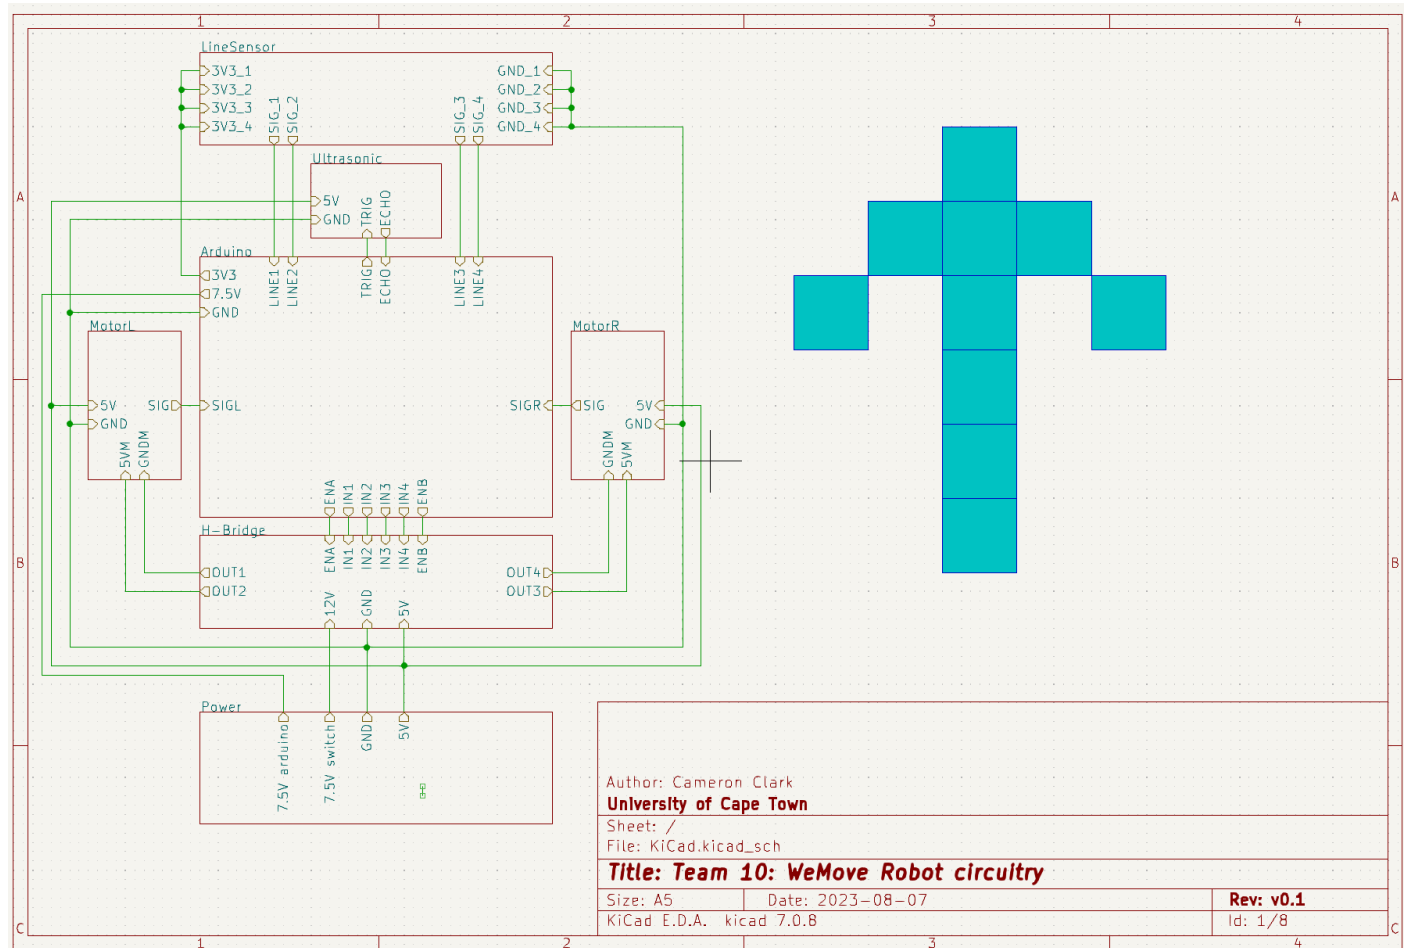 1 2 3 4
A A
B B
C C
1 2 3 4
LineSensor
3V3_1
3V3_2
3V3_3
3V3_4
SIG_1
SIG_2
SIG_3
SIG_4
GND_1
GND_2
GND_3
GND_4
Ultrasonic
5V
GND
TRIG
ECHO
Arduino
3V3
7.5V
GND
LINE1
LINE2
TRIG
ECHO
LINE3
LINE4
SIGL
SIGR
ENA
IN1
IN2
IN3
IN4
ENB
MotorL
5V
GND
SIG
5VM
GNDM
MotorR
SIG
5V
GND
GNDM
5VM
H-Bridge
ENA
IN1
IN2
IN3
IN4
ENB
OUT1
OUT2
OUT4
OUT3
12V
GND
5V
Power
7.5V arduino
7.5V switch
GND
5V
Author: Cameron Clark
University of Cape Town
Sheet: /
File: KiCad.kicad_sch
Title: Team 10: WeMove Robot circuitry
Size: A5 Date: 2023-08-07 Rev: v0.1
KiCad E.D.A. kicad 7.0.8 Id: 1/8